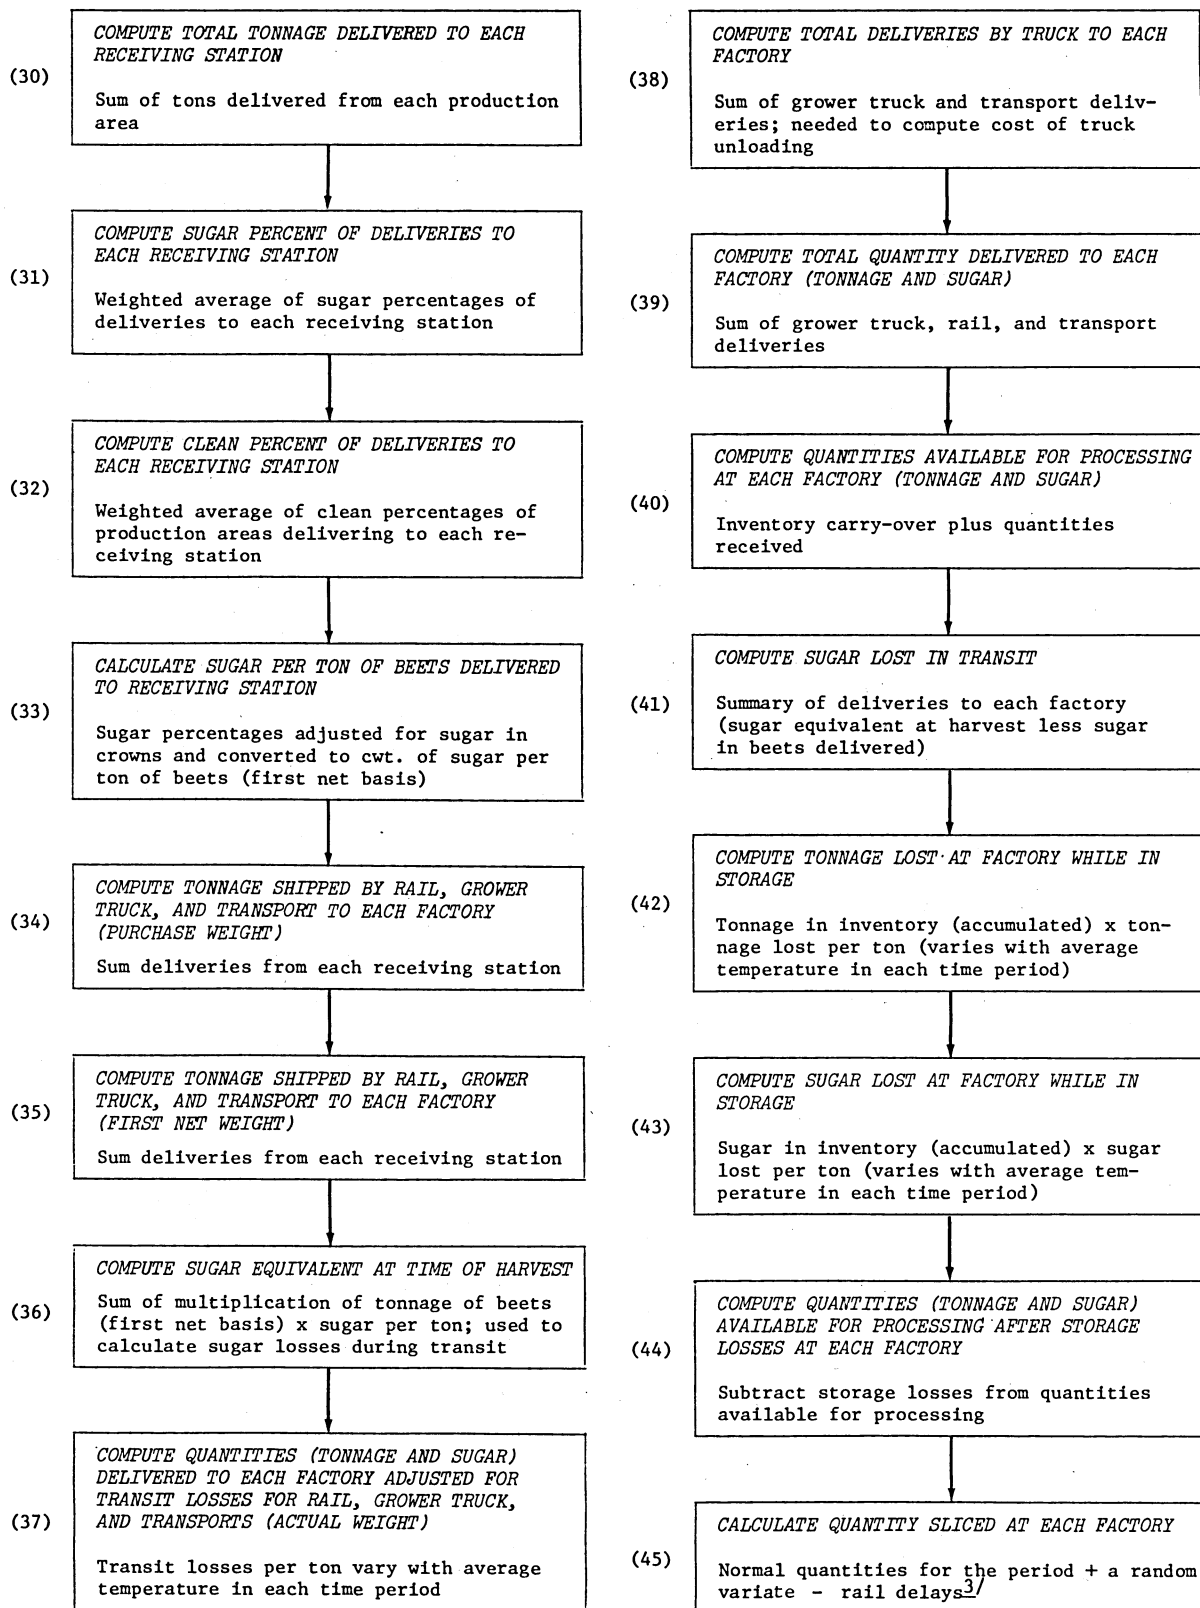 (30)
COMPUTE TOTAL TONNAGE DELIVERED TO EACH
RECEIVING STATION
Sum of tons delivered from each production
area
(31)
COMPUTE SUGAR PERCENT OF DELIVERIES TO
EACH RECEIVING STATION
Weighted average of sugar percentages of
deliveries to each receiving station
(32)
COMPUTE CLEAN PERCENT OF DELIVERIES TO
EACH RECEIVING STATION
Weighted average of clean percentages of
production areas delivering to each re-
ceiving station
(33)
CALCULATE SUGAR PER TON OF BEETS DELIVERED
TO RECEIVING STATION
Sugar percentages adjusted for sugar in
crowns and converted to cwt. of sugar per
ton of beets (first net basis)
(34)
COMPUTE TONNAGE SHIPPED BY RAIL, GROWER
TRUCK, AND TRANSPORT TO EACH FACTORY
(PURCHASE WEIGHT)
Sum deliveries from each receiving station
(35)
COMPUTE TONNAGE SHIPPED BY RAIL, GROWER
TRUCK, AND TRANSPORT TO EACH FACTORY
(FIRST NET WEIGHT)
Sum deliveries from each receiving station
(36)
COMPUTE SUGAR EQUIVALENT AT TIME OF HARVEST
Sum of multiplication of tonnage of beets
(first net basis) x sugar per ton; used to
calculate sugar losses during transit
(37)
COMPUTE QUANTITIES (TONNAGE AND SUGAR)
DELIVERED TO EACH FACTORY ADJUSTED FOR
TRANSIT LOSSES FOR RAIL, GROWER TRUCK,
AND TRANSPORTS (ACTUAL WEIGHT)
Transit losses per ton vary with average
temperature in each time period
(38)
COMPUTE TOTAL DELIVERIES BY TRUCK TO EACH
FACTORY
Sum of grower truck and transport deliv-
eries; needed to compute cost of truck
unloading
(39)
COMPUTE TOTAL QUANTITY DELIVERED TO EACH
FACTORY (TONNAGE AND SUGAR)
Sum of grower truck, rail, and transport
deliveries
(40)
COMPUTE QUANTITIES AVAILABLE FOR PROCESSING
AT EACH FACTORY (TONNAGE AND SUGAR)
Inventory carry-over plus quantities
received
(41)
COMPUTE SUGAR LOST IN TRANSIT
Summary of deliveries to each factory
(sugar equivalent at harvest less sugar
in beets delivered)
(42)
COMPUTE TONNAGE LOST AT FACTORY WHILE IN
STORAGE
Tonnage in inventory (accumulated) x ton-
nage lost per ton (varies with average
temperature in each time period)
(43)
COMPUTE SUGAR LOST AT FACTORY WHILE IN
STORAGE
Sugar in inventory (accumulated) x sugar
lost per ton (varies with average tem-
perature in each time period)
(44)
COMPUTE QUANTITIES (TONNAGE AND SUGAR)
AVAILABLE FOR PROCESSING AFTER STORAGE
LOSSES AT EACH FACTORY
Subtract storage losses from quantities
available for processing
(45)
CALCULATE QUANTITY SLICED AT EACH FACTORY
Normal quantities for the period + a random
variate - rail delays 3/